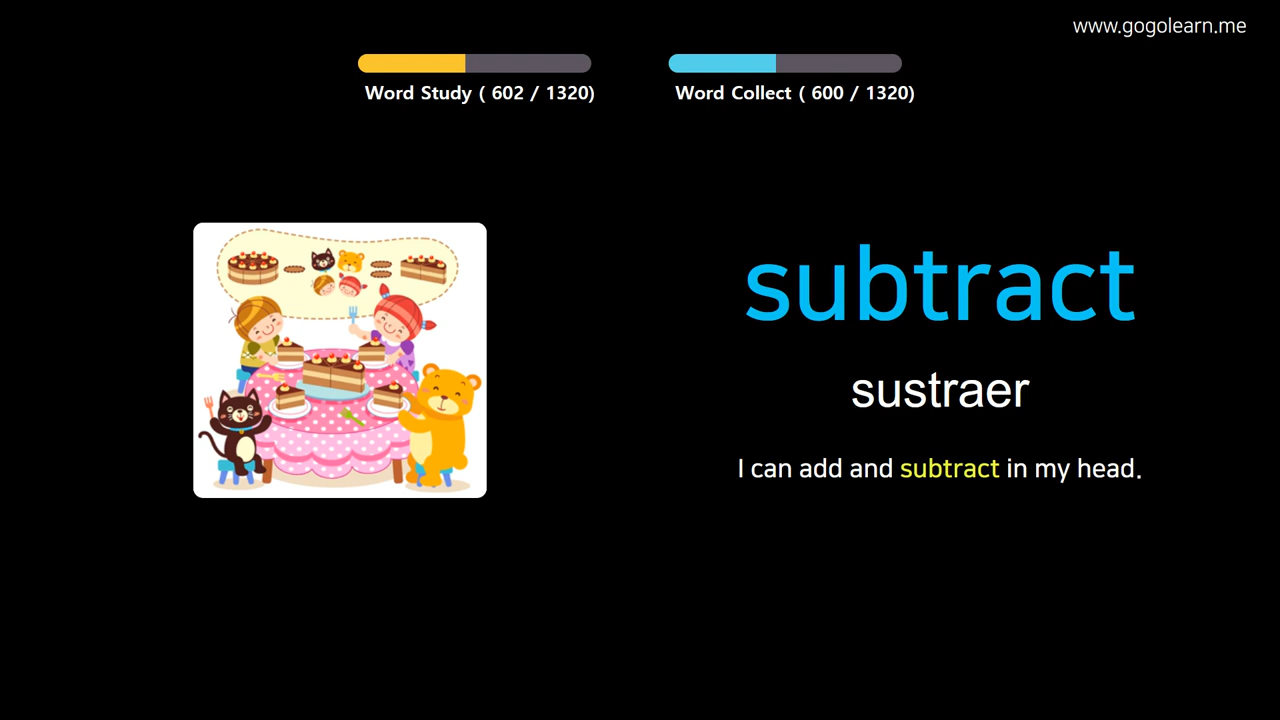 www.gogolearn.me
Word Study ( 602 / 1320)
Word Collect ( 600 / 1320)
subtract
sustraer
I can add and subtract in my head.